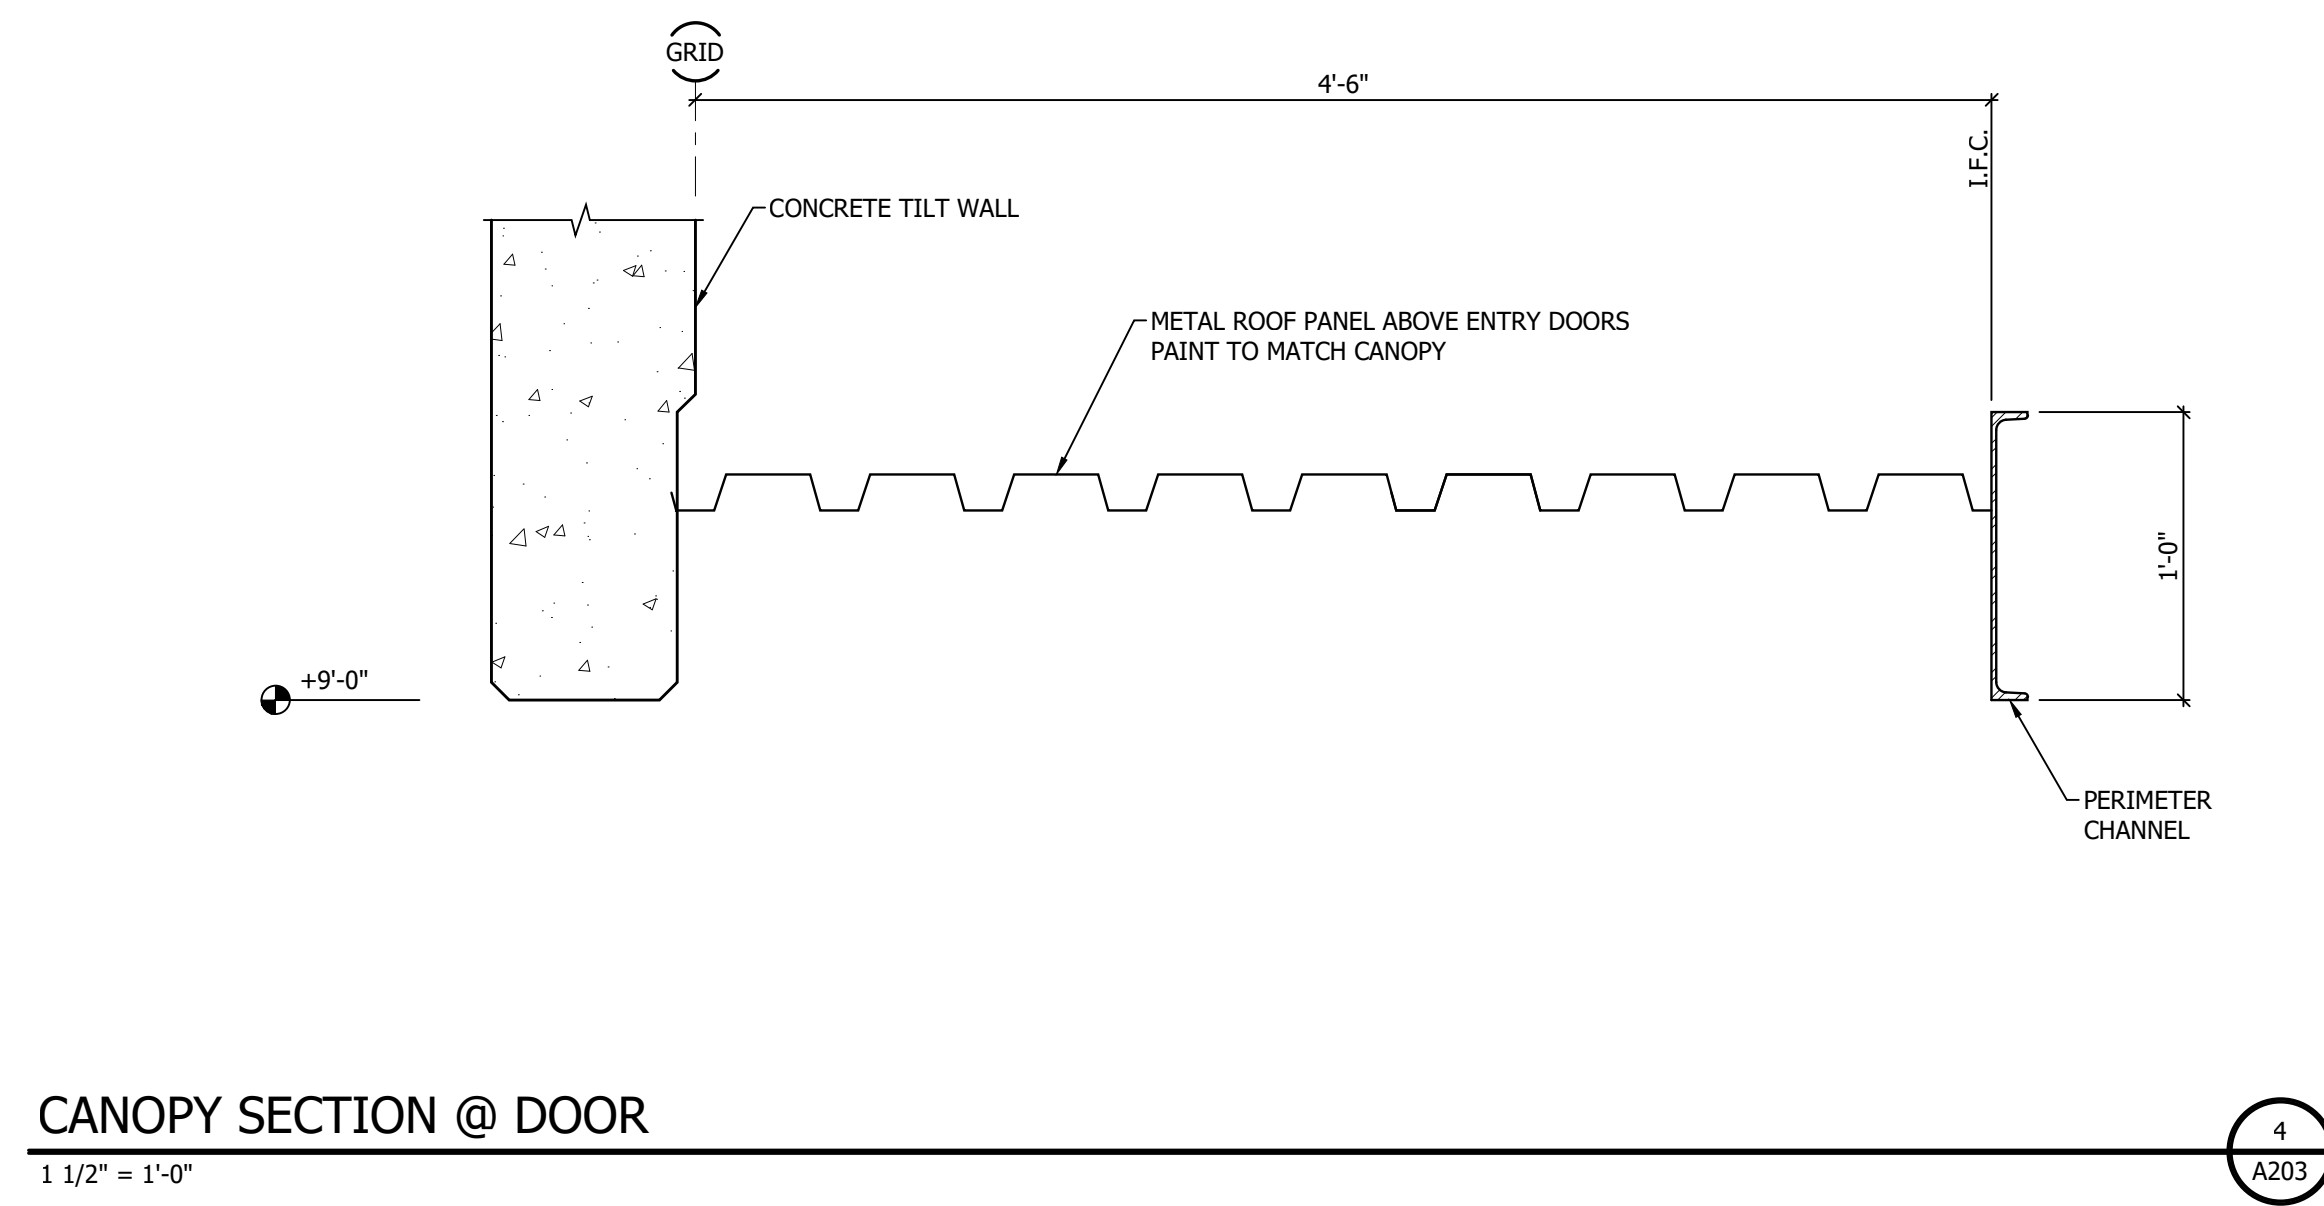 GRID
4'-6"
I.F.C.
CONCRETE TILT WALL
METAL ROOF PANEL ABOVE ENTRY DOORS
PAINT TO MATCH CANOPY
1'-0"
+9'-0"
PERIMETER
CHANNEL
CANOPY SECTION @ DOOR
1 1/2" = 1'-0"
4
A203